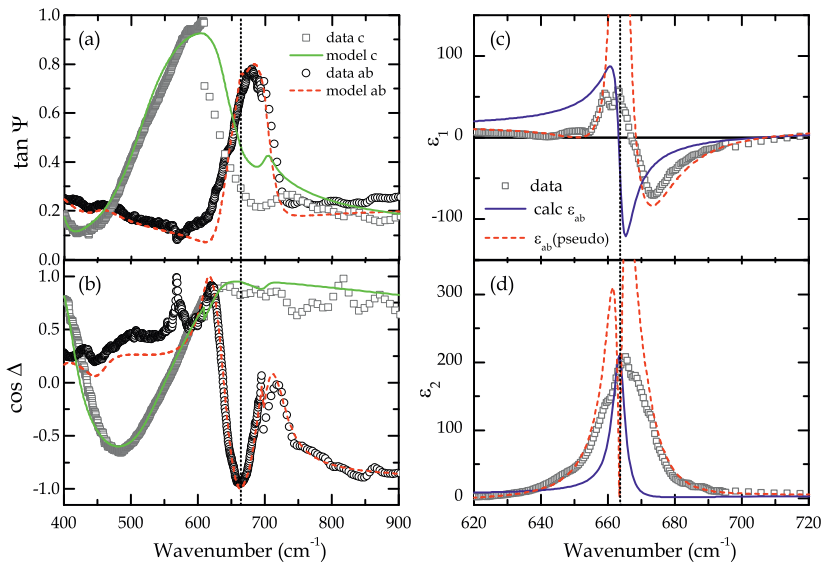 (a)
data c
model c
data ab
model ab
tan Ψ
1.0
0.8
0.6
0.4
0.2
0.0
(b)
cos Δ
1.0
0.5
0.0
-0.5
-1.0
400 500 600 700 800 900
Wavenumber (cm⁻¹)
(c)
ε₁
100
0
-100
data
calc ε_ab
ε_ab(pseudo)
(d)
ε₂
300
200
100
0
620 640 660 680 700 720
Wavenumber (cm⁻¹)